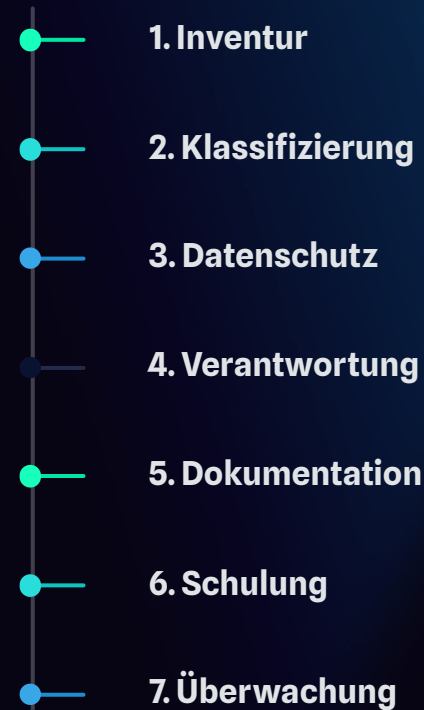 1. Inventur
2. Klassifizierung
3. Datenschutz
4. Verantwortung
5. Dokumentation
6. Schulung
7. Überwachung